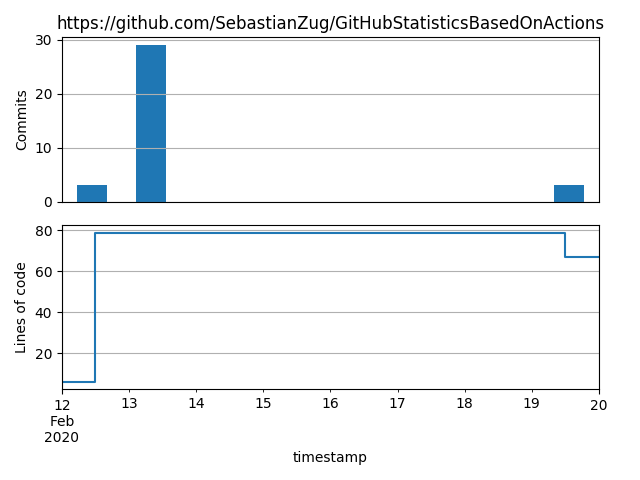 https://github.com/SebastianZug/GitHubStatisticsBasedOnActions
30
20
10
0
Commits
80
60
40
20
Lines of code
12 13 14 15 16 17 18 19 20
Feb
2020
timestamp